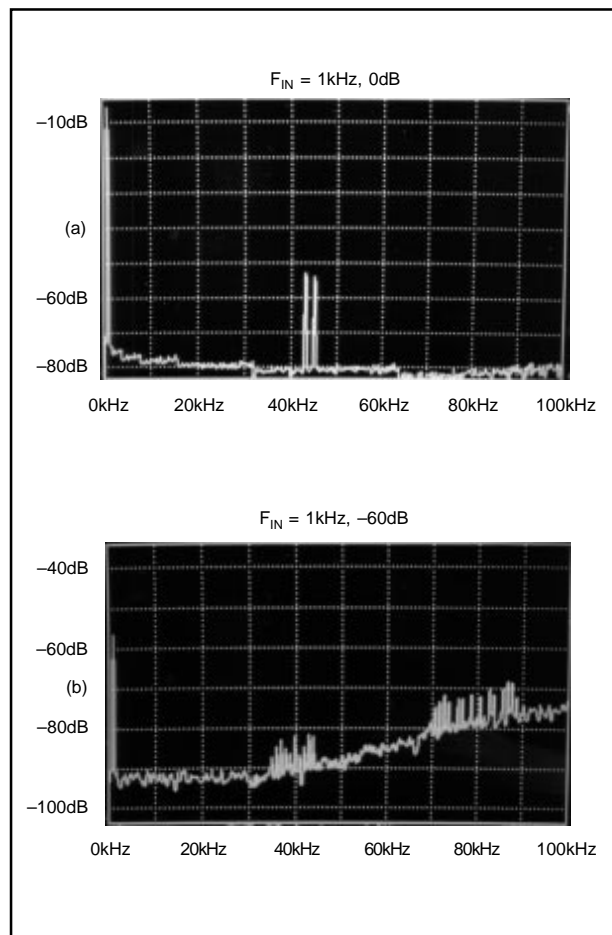 F_IN = 1kHz, 0dB
–10dB
(a)
–60dB
–80dB
0kHz 20kHz 40kHz 60kHz 80kHz 100kHz
F_IN = 1kHz, –60dB
–40dB
–60dB
(b)
–80dB
–100dB
0kHz 20kHz 40kHz 60kHz 80kHz 100kHz